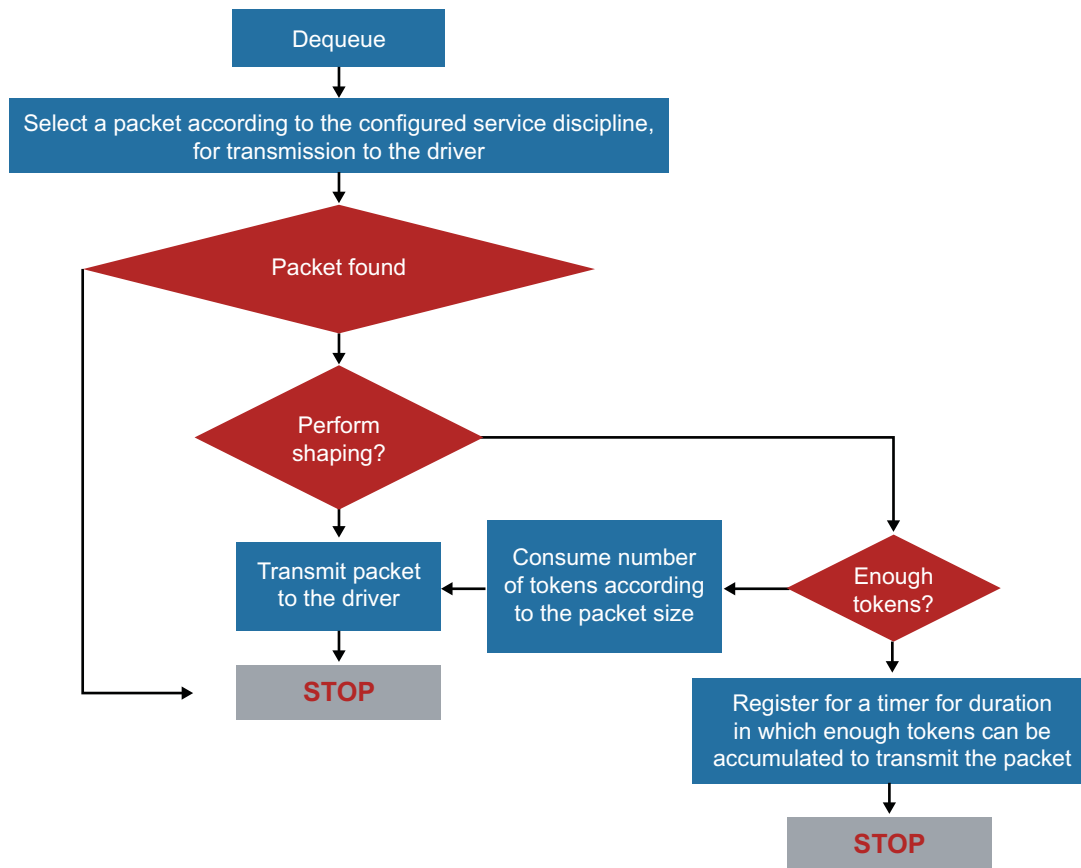 Dequeue
Select a packet according to the configured service discipline,
for transmission to the driver
Packet found
Perform
shaping?
Transmit packet
to the driver
Consume number
of tokens according
to the packet size
Enough
tokens?
STOP
Register for a timer for duration
in which enough tokens can be
accumulated to transmit the packet
STOP